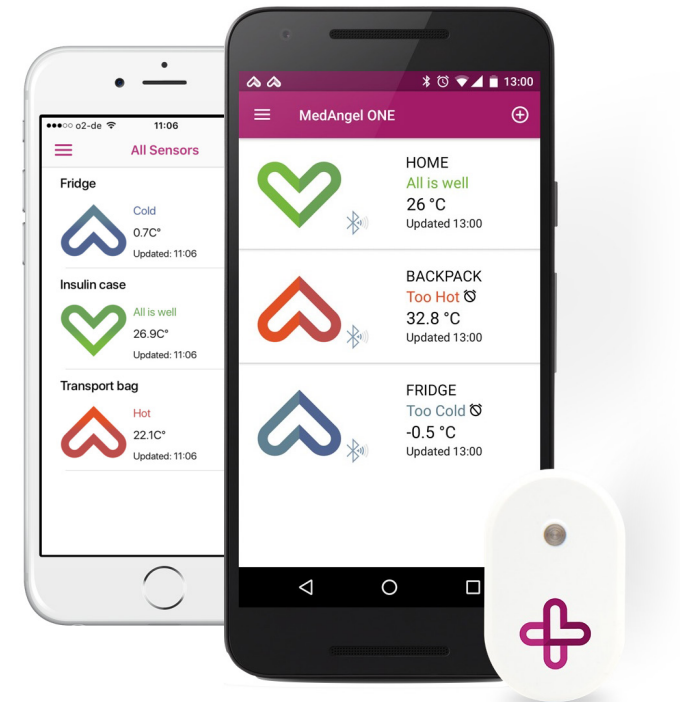 ●●●○○ o2-de 11:06
All Sensors
Fridge
Cold
0.7C°
Updated: 11:06
Insulin case
All is well
26.9C°
Updated: 11:06
Transport bag
Hot
22.1C°
Updated: 11:06
13:00
MedAngel ONE
HOME
All is well
26 °C
Updated 13:00
BACKPACK
Too Hot
32.8 °C
Updated 13:00
FRIDGE
Too Cold
-0.5 °C
Updated 13:00